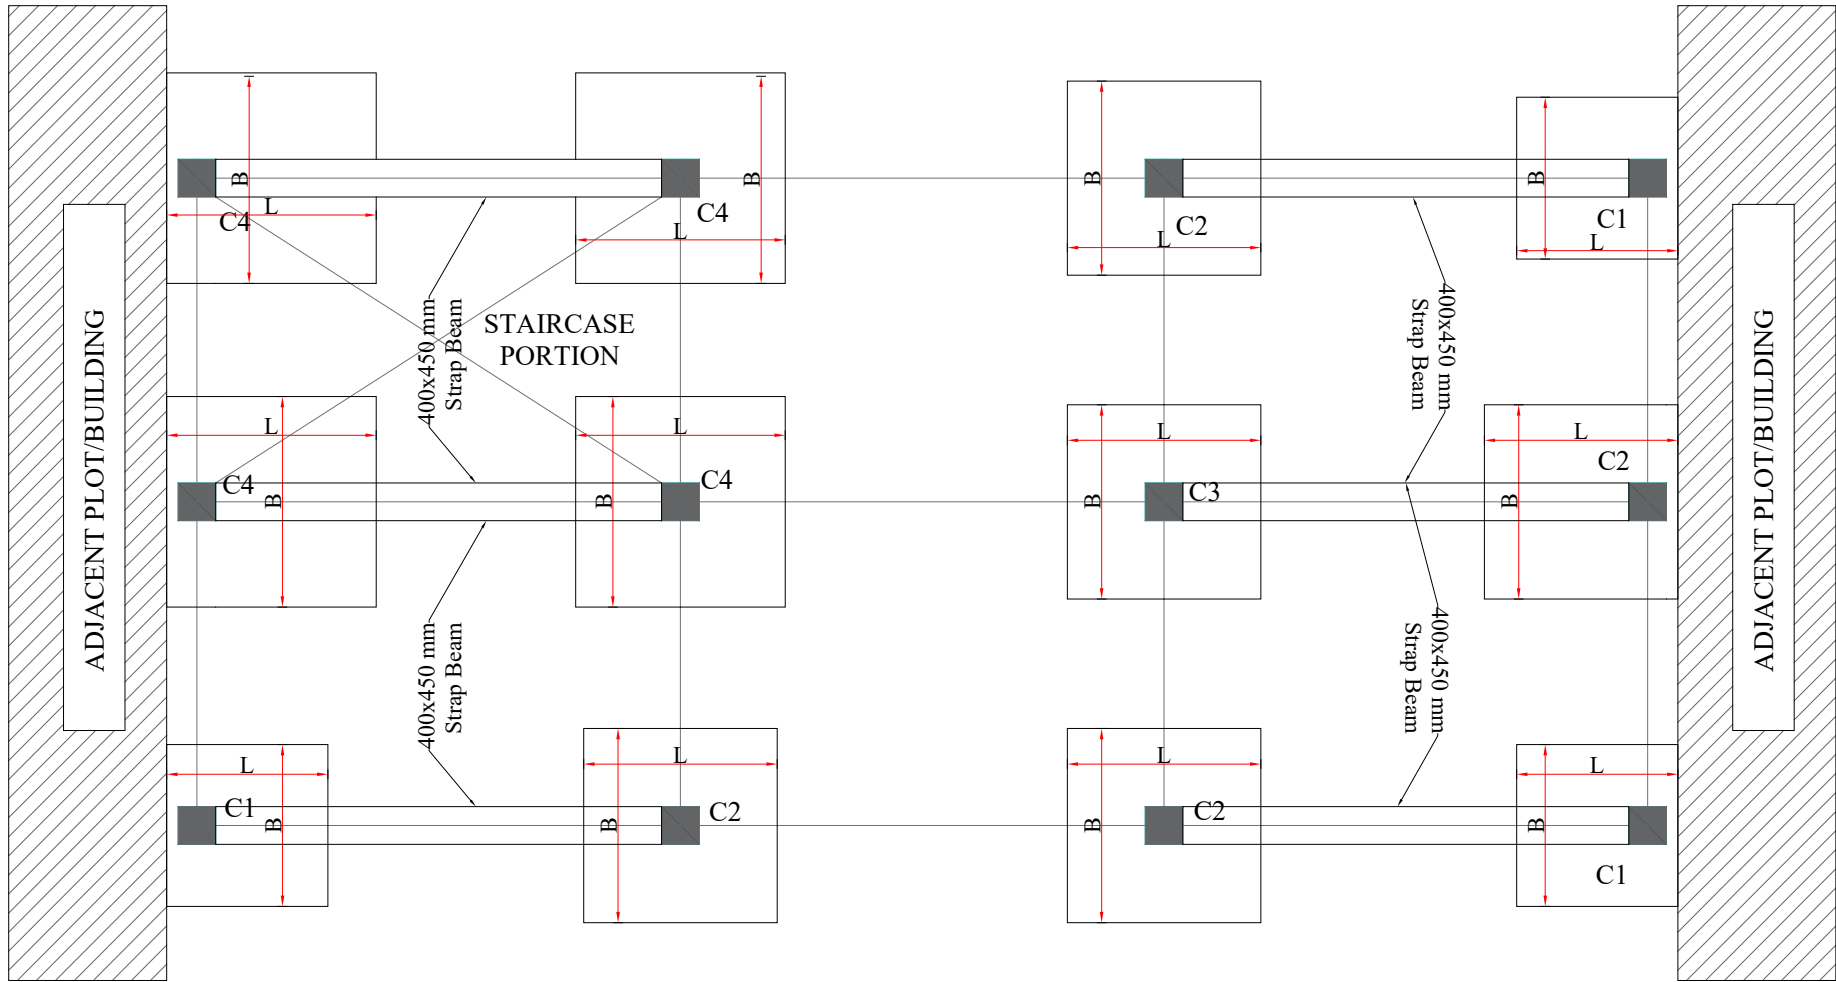 B
L
C4
B
C4
L
B
C2
L
B
C1
L
400x450 mm
Strap Beam
STAIRCASE
PORTION
400x450 mm
Strap Beam
ADJACENT PLOT/BUILDING
ADJACENT PLOT/BUILDING
L
C4
B
L
C4
B
L
C3
B
L
C2
B
400x450 mm
Strap Beam
400x450 mm
Strap Beam
L
C1
B
L
C2
B
L
C2
B
L
B
C1